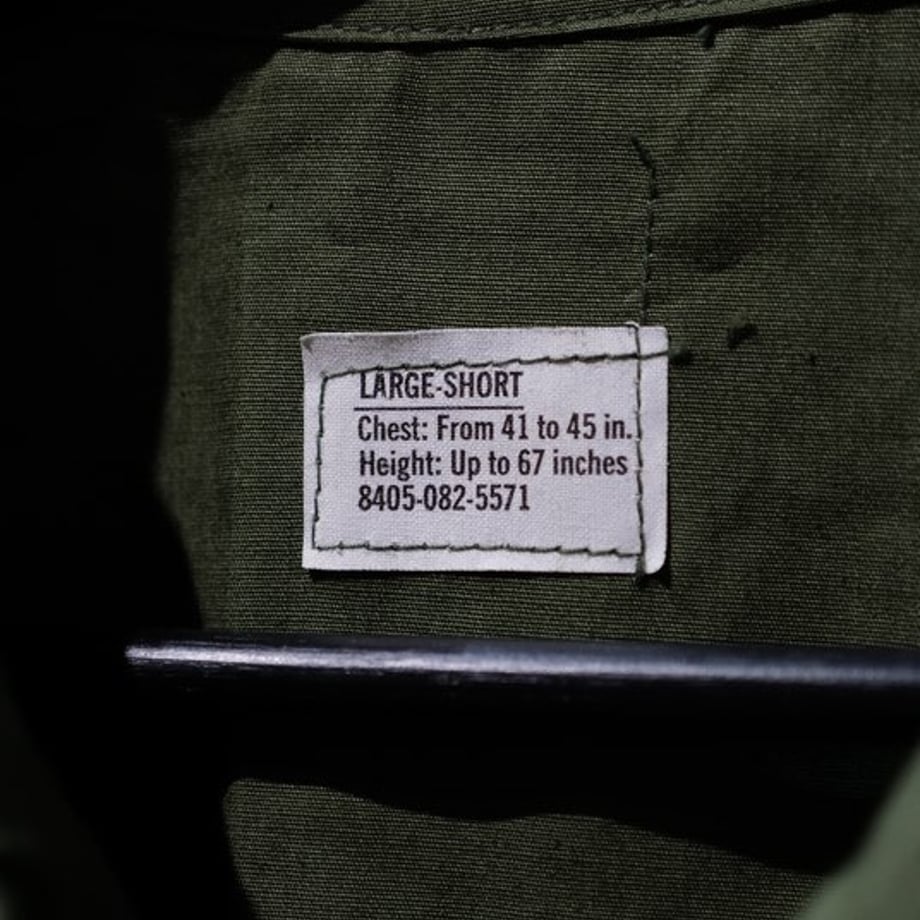 LARGE-SHORT
Chest: From 41 to 45 in.
Height: Up to 67 inches
8405-082-5571